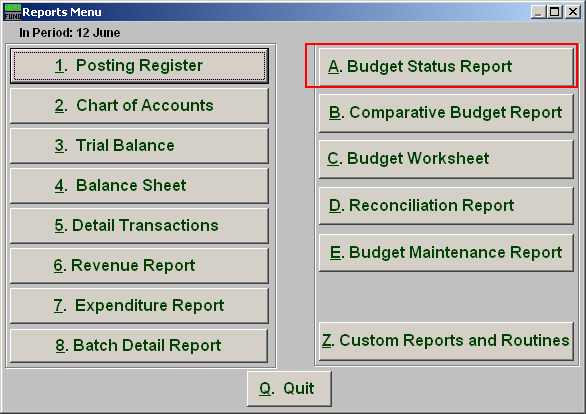 FUND
Reports Menu
In Period: 12 June
1. Posting Register
2. Chart of Accounts
3. Trial Balance
4. Balance Sheet
5. Detail Transactions
6. Revenue Report
7. Expenditure Report
8. Batch Detail Report
A. Budget Status Report
B. Comparative Budget Report
C. Budget Worksheet
D. Reconciliation Report
E. Budget Maintenance Report
Z. Custom Reports and Routines
Q. Quit